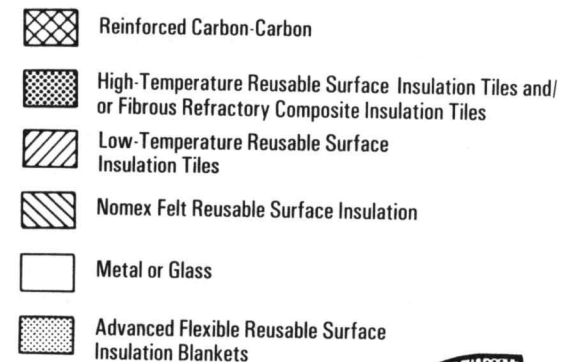 Reinforced Carbon-Carbon
High-Temperature Reusable Surface Insulation Tiles and/
or Fibrous Refractory Composite Insulation Tiles
Low-Temperature Reusable Surface
Insulation Tiles
Nomex Felt Reusable Surface Insulation
Metal or Glass
Advanced Flexible Reusable Surface
Insulation Blankets